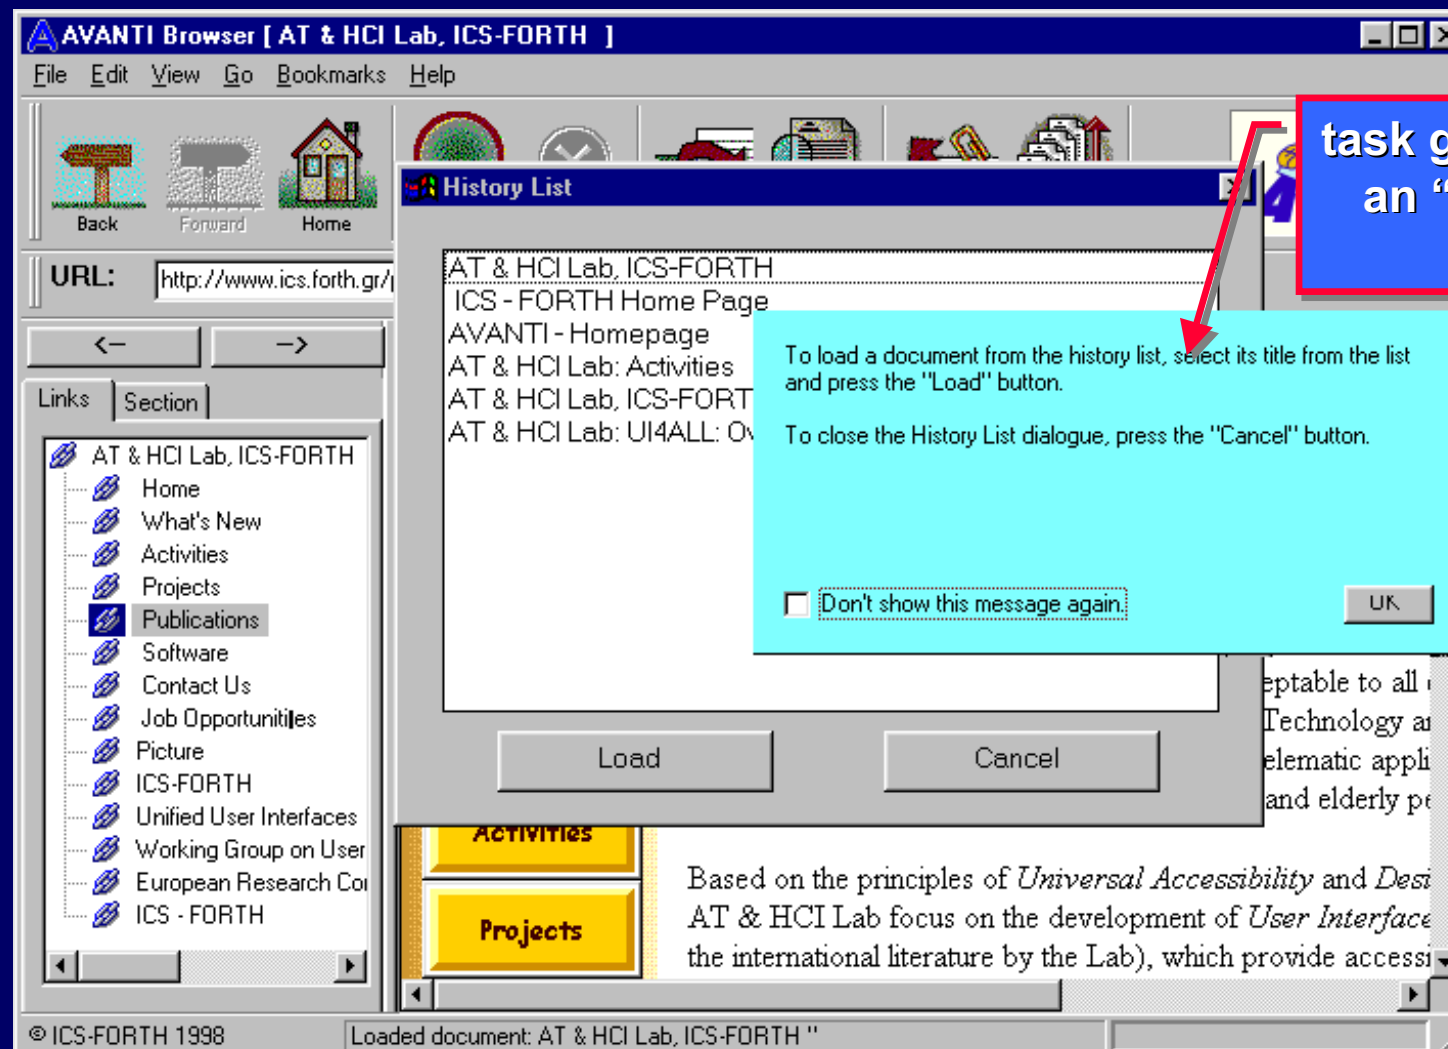 AVANTI Browser [ AT & HCI Lab, ICS-FORTH ]
File Edit View Go Bookmarks Help
task
an “
Back Forward Home
History List
URL: http://www.ics.forth.gr/
AT & HCI Lab, ICS-FORTH
ICS - FORTH Home Page
AVANTI - Homepage
AT & HCI Lab: Activities
AT & HCI Lab, ICS-FORT
AT & HCI Lab: UI4ALL:
To load a document from the history list, select its title from the list
and press the "Load" button.
To close the History List dialogue, press the "Cancel" button.
Don't show this message again.
OK
Load Cancel
<-- -->
Links Section
AT & HCI Lab, ICS-FORTH
Home
What's New
Activities
Projects
Publications
Software
Contact Us
Job Opportunitiles
Picture
ICS-FORTH
Unified User Interfaces
Working Group on User
European Research
ICS - FORTH
eptable to all
Technology
elematic appli
and elderly
Activities
Projects
Based on the principles of Universal Accessibility and Desi
AT & HCI Lab focus on the development of User Interface
the international literature by the Lab), which provide accessi
© ICS-FORTH 1998 Loaded document: AT & HCI Lab, ICS-FORTH ''